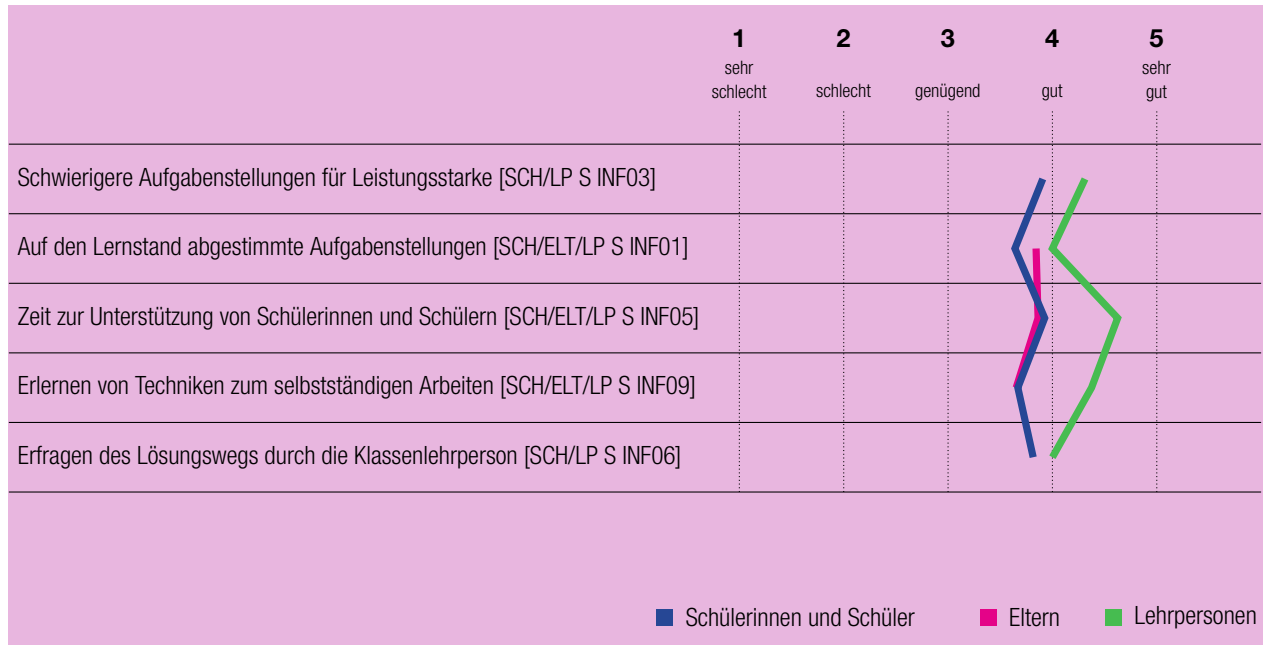 1 2 3 4 5
sehr schlecht schlecht genügend gut sehr gut
Schwierigere Aufgabenstellungen für Leistungsstarke [SCH/LP S INF03]
Auf den Lernstand abgestimmte Aufgabenstellungen [SCH/ELT/LP S INF01]
Zeit zur Unterstützung von Schülerinnen und Schülern [SCH/ELT/LP S INF05]
Erlernen von Techniken zum selbstständigen Arbeiten [SCH/ELT/LP S INF09]
Erfragen des Lösungswegs durch die Klassenlehrperson [SCH/LP S INF06]
Schülerinnen und Schüler Eltern Lehrpersonen